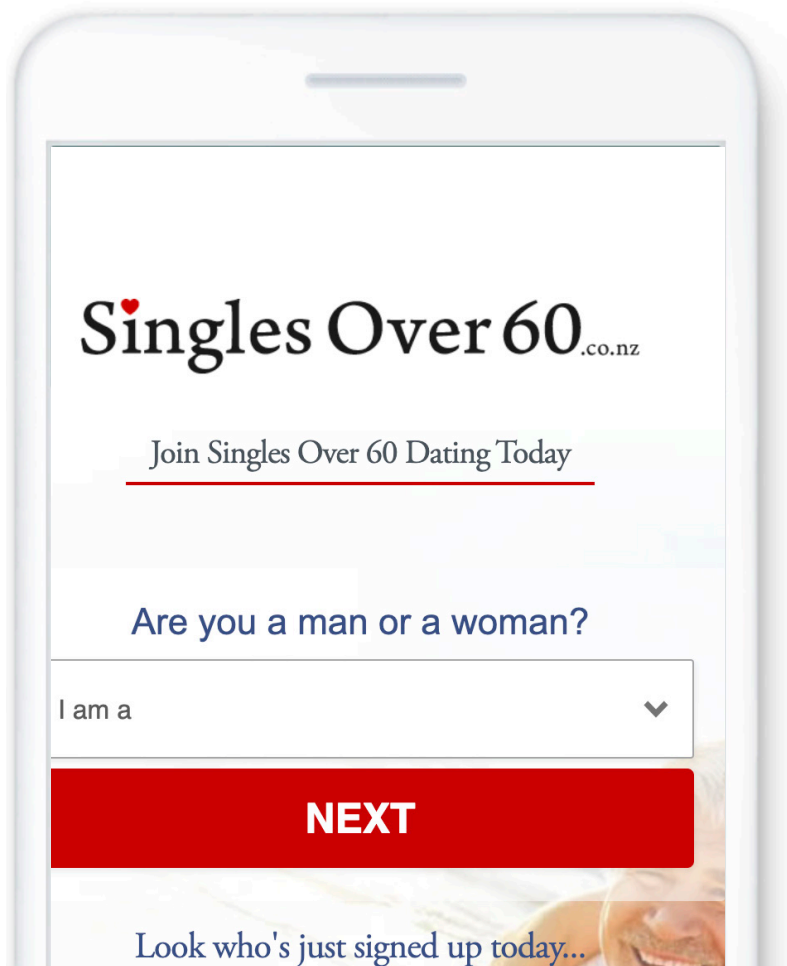 Singles Over 60.co.nz
Join Singles Over 60 Dating Today
Are you a man or a woman?
I am a
NEXT
Look who's just signed up today...